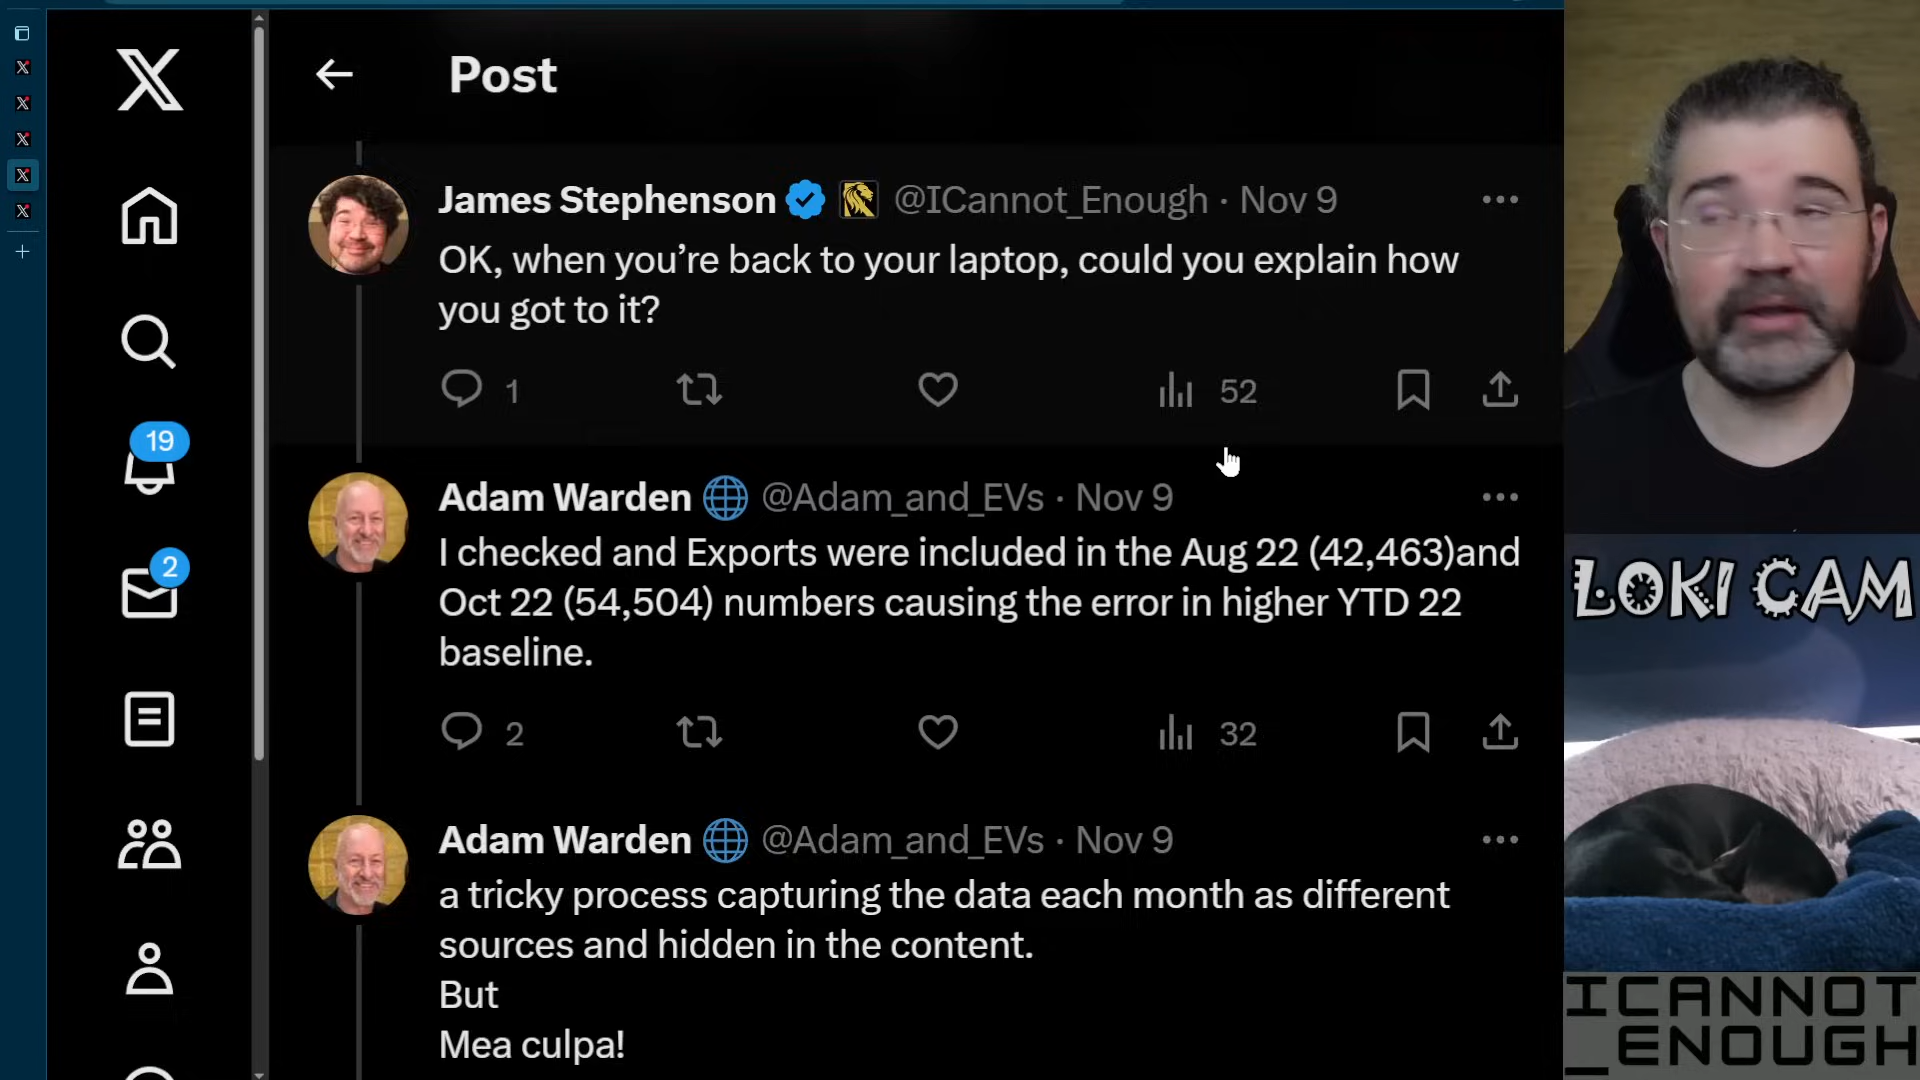 Post
James Stephenson @ICannot_Enough · Nov 9
OK, when you’re back to your laptop, could you explain how
you got to it?
1 52
19
Adam Warden @Adam_and_EVs · Nov 9
I checked and Exports were included in the Aug 22 (42,463)and
Oct 22 (54,504) numbers causing the error in higher YTD 22
baseline.
2
2 32
Adam Warden @Adam_and_EVs · Nov 9
a tricky process capturing the data each month as different
sources and hidden in the content.
But
Mea culpa!
LOKI CAM
ICANNOT
_ENOUGH